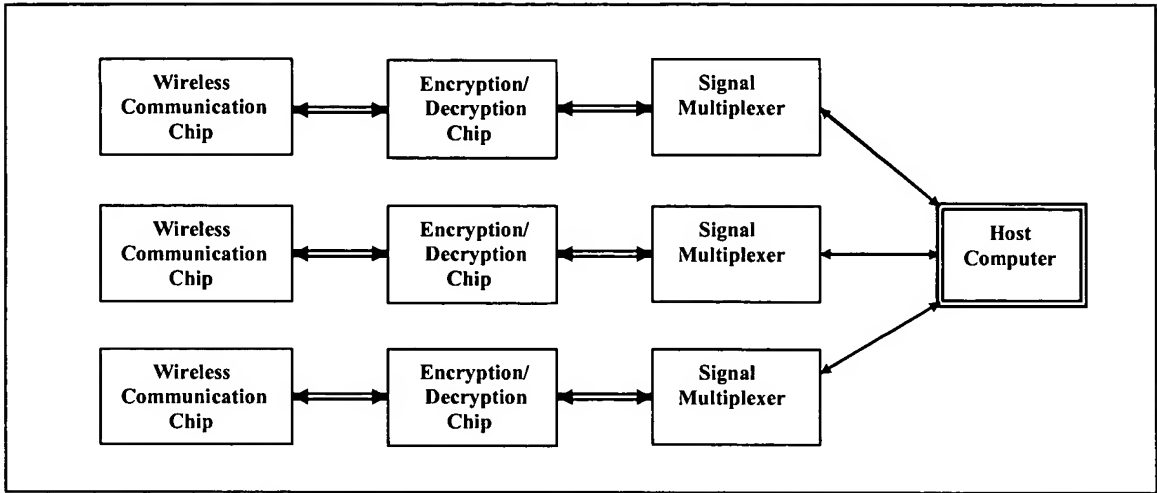 Wireless
Communication
Chip
Encryption/
Decryption
Chip
Signal
Multiplexer
Wireless
Communication
Chip
Encryption/
Decryption
Chip
Signal
Multiplexer
Host
Computer
Wireless
Communication
Chip
Encryption/
Decryption
Chip
Signal
Multiplexer